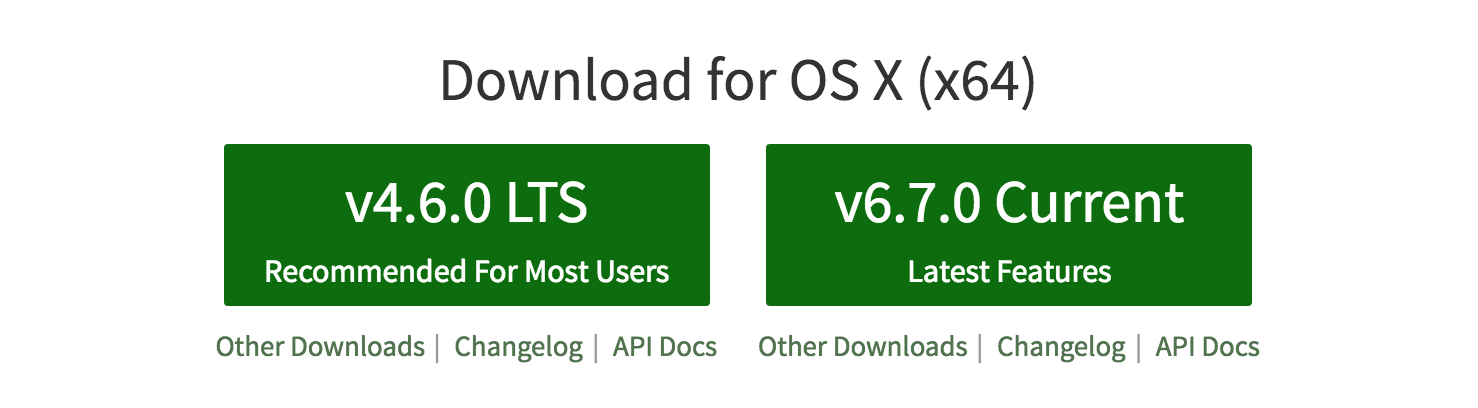 Download for OS X (x64)
v4.6.0 LTS
Recommended For Most Users
Other Downloads | Changelog | API Docs
v6.7.0 Current
Latest Features
Other Downloads | Changelog | API Docs